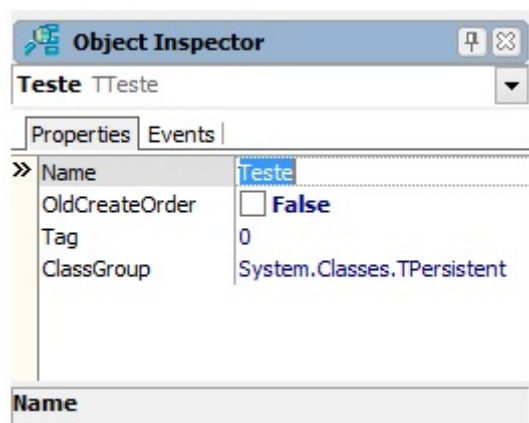 Object Inspector
Teste TTeste
Properties Events
Name Teste
OldCreateOrder False
Tag 0
ClassGroup System.Classes.TPersistent
Name